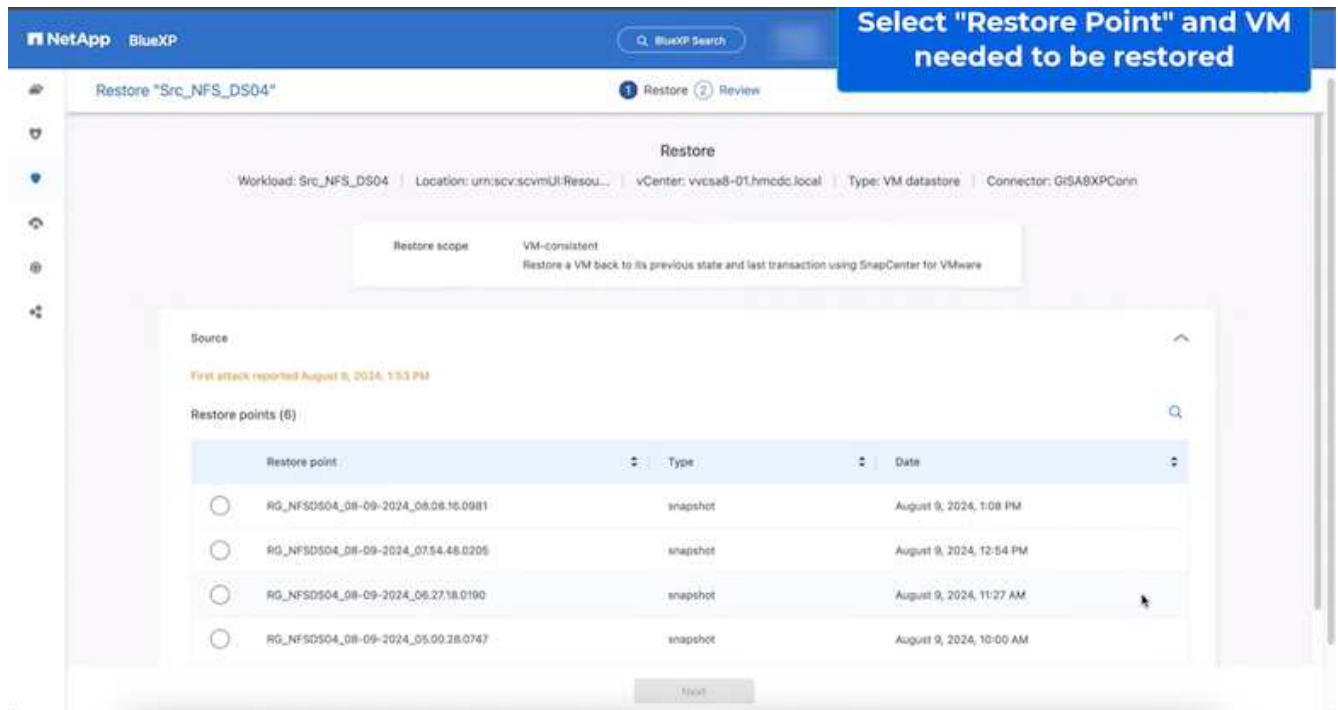 Select "Restore Point" and VM
needed to be restored
NetApp BlueXP
BlueXP Search
Restore "Src_NFS_DS04"
1 Restore 2 Review
Restore
Workload: Src_NFS_DS04 | Location: urn:scv:scvmUI:Resou... | vCenter: vvcsa8-01.hmcdc.local | Type: VM datastore | Connector: GISABXPConn
Restore scope VM-consistent
Restore a VM back to its previous state and last transaction using SnapCenter for VMware
Source
First attack reported August 9, 2024, 1:53 PM
Restore points (6)
Restore point Type Date
RG_NFSDS04_08-09-2024_08.08.16.0981 snapshot August 9, 2024, 1:08 PM
RG_NFSDS04_08-09-2024_07.54.48.0205 snapshot August 9, 2024, 12:54 PM
RG_NFSDS04_08-09-2024_06.27.18.0190 snapshot August 9, 2024, 11:27 AM
RG_NFSDS04_08-09-2024_05.00.28.0747 snapshot August 9, 2024, 10:00 AM
Next